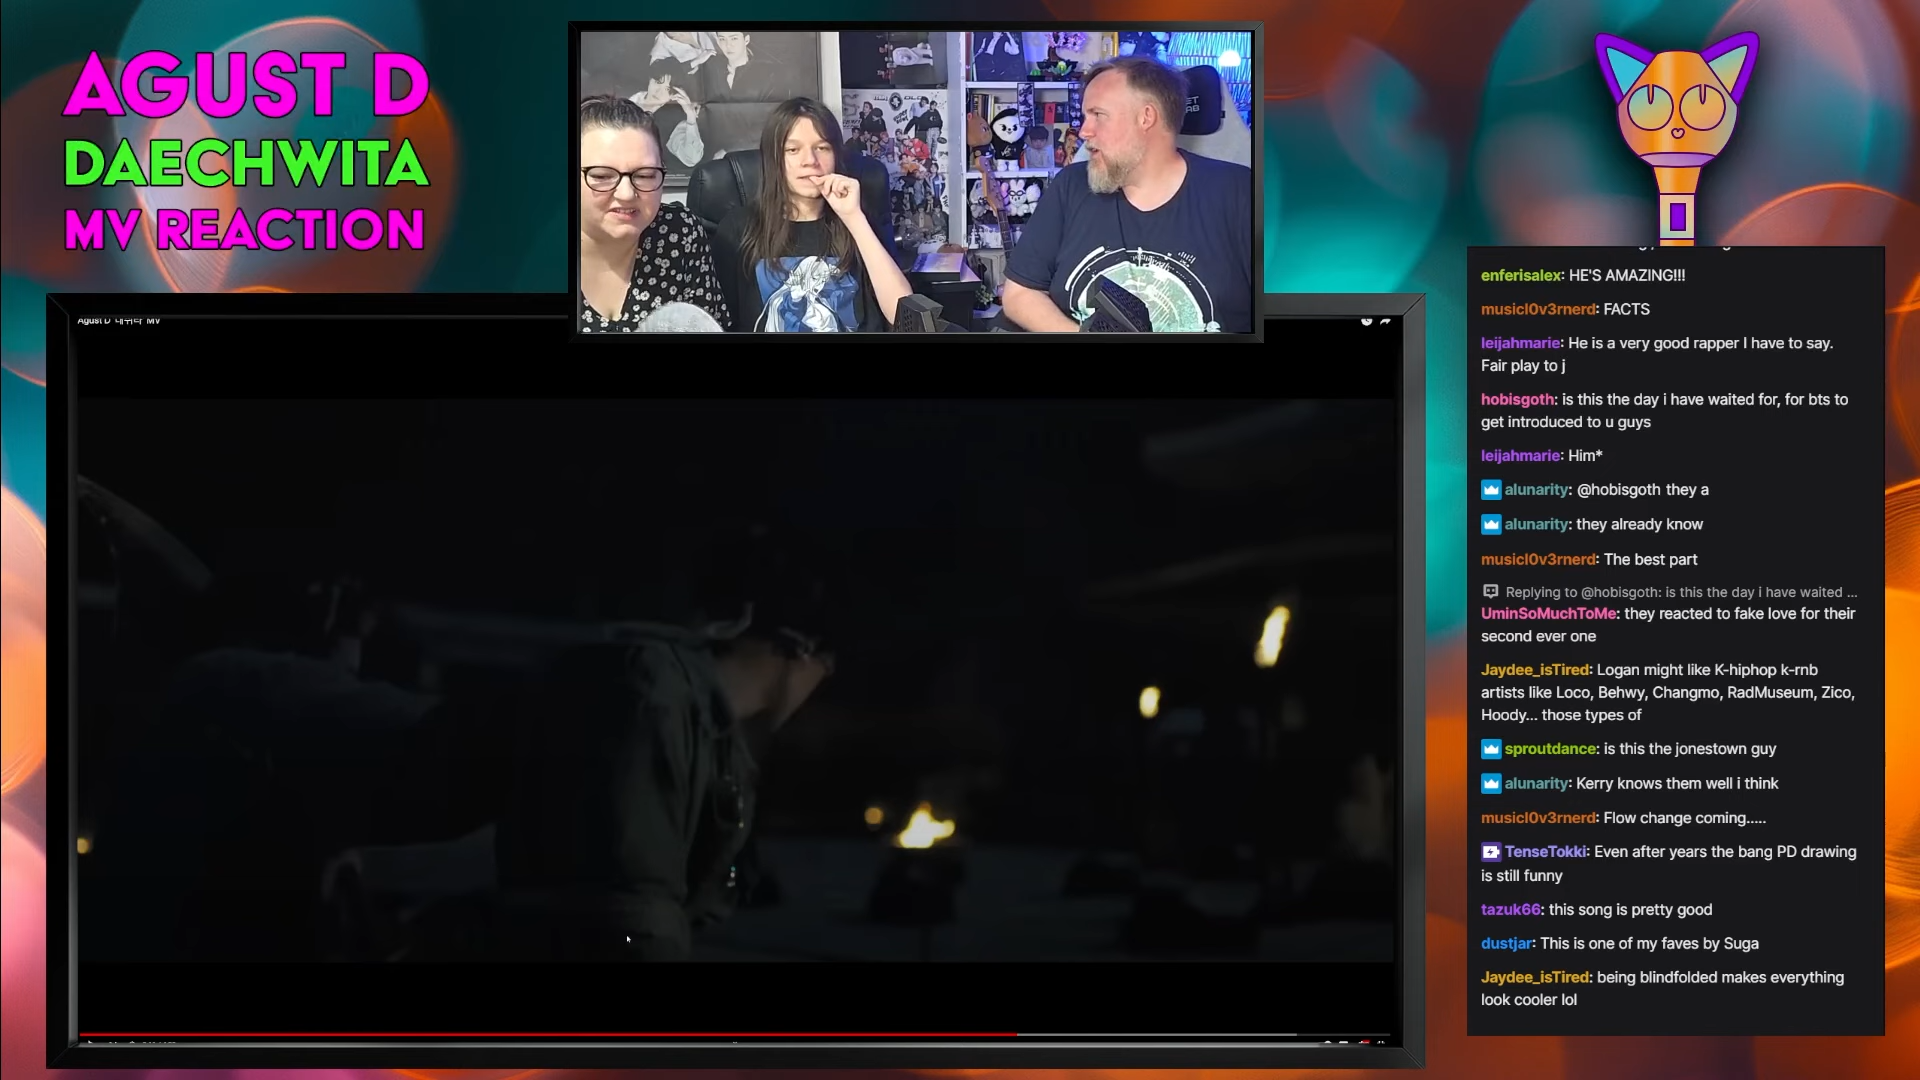 AGUST D
DAECHWITA
MV REACTION
Agust D '대취타' MV
enferisalex: HE'S AMAZING!!!
musicl0v3rnerd: FACTS
leijahmarie: He is a very good rapper I have to say.
Fair play to j
hobisgoth: is this the day i have waited for, for bts to
get introduced to u guys
leijahmarie: Him*
alunarity: @hobisgoth they a
alunarity: they already know
musicl0v3rnerd: The best part
Replying to @hobisgoth: is this the day i have waited ...
UminSoMuchToMe: they reacted to fake love for their
second ever one
Jaydee_isTired: Logan might like K-hiphop k-rnb
artists like Loco, Behwy, Changmo, RadMuseum, Zico,
Hoody... those types of
sproutdance: is this the jonestown guy
alunarity: Kerry knows them well i think
musicl0v3rnerd: Flow change coming.....
TenseTokki: Even after years the bang PD drawing
is still funny
tazuk66: this song is pretty good
dustjar: This is one of my faves by Suga
Jaydee_isTired: being blindfolded makes everything
look cooler lol